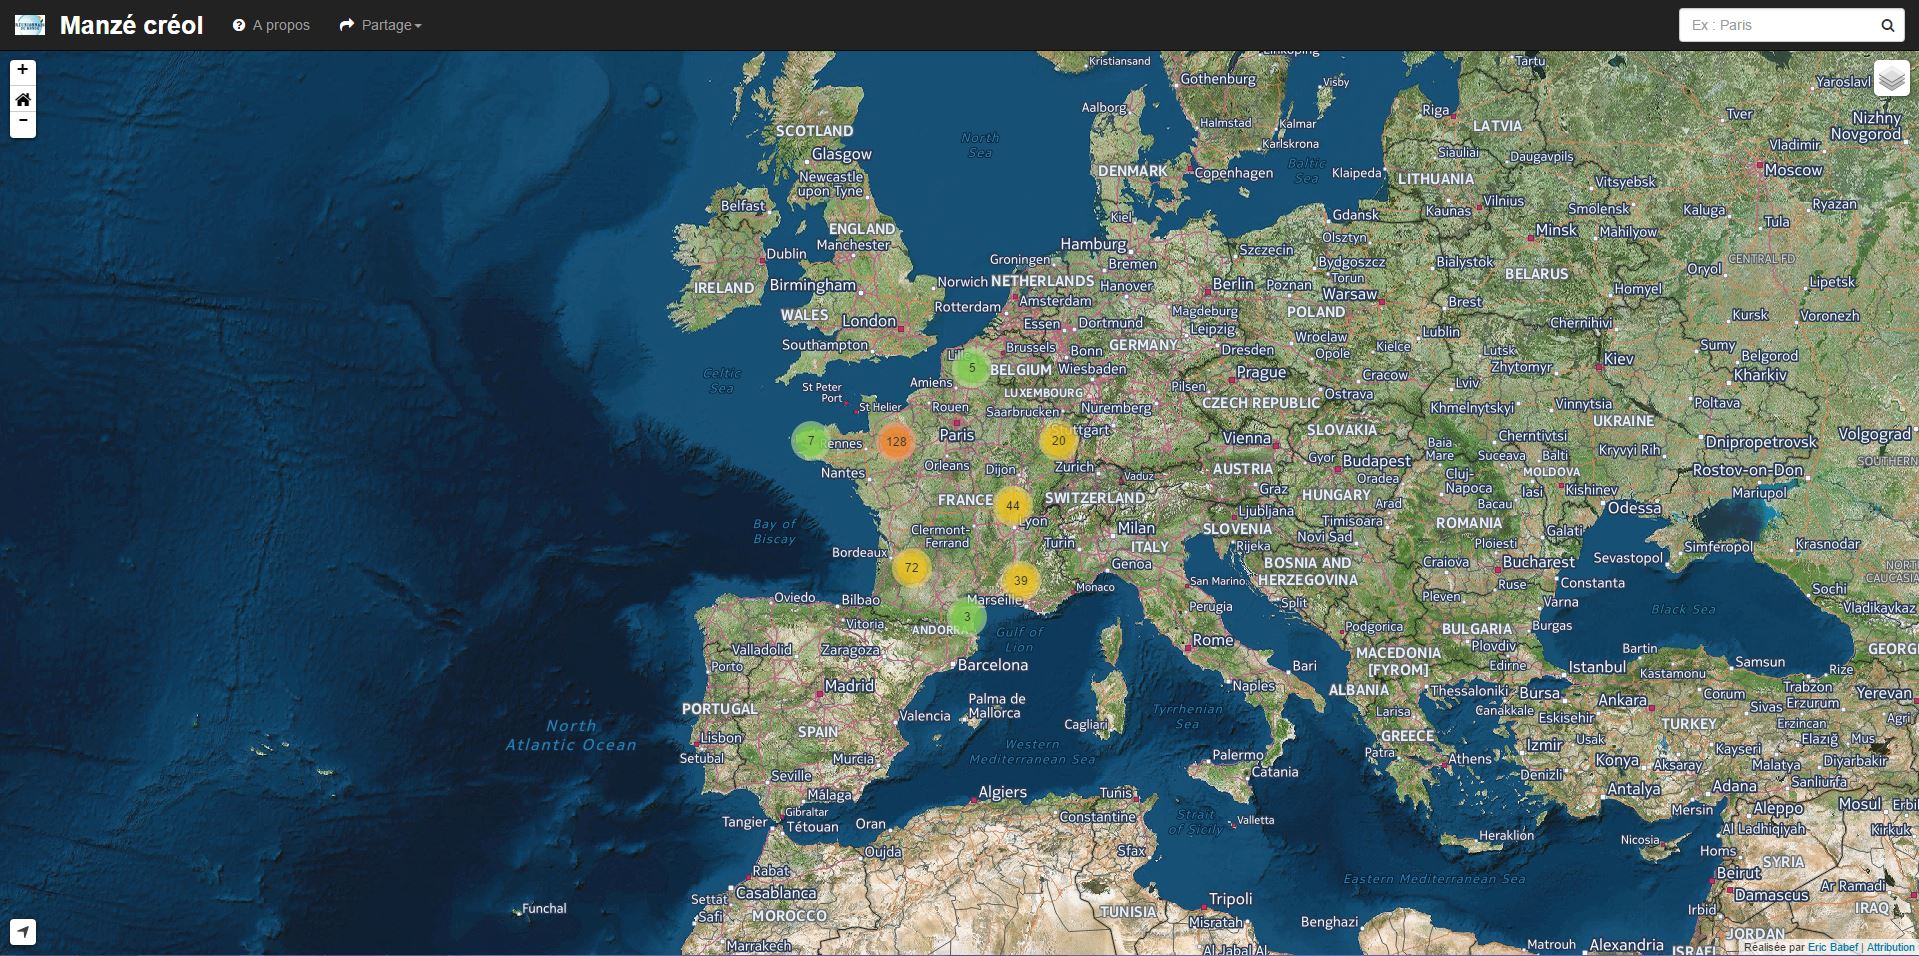 Manzé créol
A propos
Partage
Ex : Paris
+
−
Kristiansand
Gothenburg
Visby
Tartu
Yaroslavl
Aalborg
Riga
Tver
Nizhny
Novgorod
SCOTLAND
North
Sea
Halmstad
Kalmar
LATVIA
Glasgow
Karlskrona
Siauliai
Daugavpils
Vladimir
Newcastle
upon Tyne
DENMARK
Copenhagen
Baltic
Sea
Klaipeda
LITHUANIA
Vitsyebsk
Moscow
Belfast
Kiel
Gdansk
Kaunas
Vilnius
Smolensk
Kaluga
Ryazan
ENGLAND
Manchester
Hamburg
Szczecin
Olsztyn
Minsk
Mahilyow
Tula
Dublin
Groningen
Bremen
Bydgoszcz
Torun
Bialystok
BELARUS
Oryol
CENTRAL FD
IRELAND
Birmingham
Norwich
NETHERLANDS
Amsterdam
Hanover
Berlin
Poznan
Warsaw
Brest
Homyel
Lipetsk
WALES
London
Rotterdam
Essen
Dortmund
Magdeburg
Leipzig
POLAND
Wroclaw
Opole
Lublin
Chernihivi
Kursk
Voronezh
Southampton
Lille
5
Brussels
BELGIUM
Bonn
Wiesbaden
GERMANY
Dresden
Kielce
Lutsk
Zhytomyr
Kiev
Sumy
Belgorod
Kharkiv
Celtic
Sea
St Peter
Port
St Helier
Amiens
Rouen
LUXEMBOURG
Saarbrucken
Nuremberg
Pilsen
Prague
CZECH REPUBLIC
Cracow
Ostrava
Lviv
Khmelnytskyi
Vinnytsia
Poltava
UKRAINE
7
Rennes
128
Paris
20
Stuttgart
Vienna
SLOVAKIA
Baia
Mare
Cherntivtsi
Suceava
Balti
Kryvyi Rih
Dnipropetrovsk
Volgograd
Nantes
Orleans
Dijon
Zurich
Vaduz
AUSTRIA
Gyor
Budapest
Oradea
Cluj-
Napoca
MOLDOVA
Rostov-on-Don
SOUTHERN
FRANCE
44
Lyon
SWITZERLAND
Graz
HUNGARY
Arad
Iasi
Bacau
Kishinev
Mariupol
Bay of
Biscay
Clermont-
Ferrand
Turin
Milan
ITALY
Ljubljana
SLOVENIA
Rijeka
Timisoara
Novi Sad
ROMANIA
Galati
Odessa
Bordeaux
72
39
Genoa
BOSNIA AND
HERZEGOVINA
Craiova
Ploiesti
Bucharest
Sevastopol
Simferopol
Krasnodar
Oviedo
Bilbao
Vitoria
Marseille
3
ANDORRA
Gulf of
Lion
Monaco
San Marino
Perugia
Split
Pleven
Ruse
Constanta
Varna
Black Sea
Sochi
Vladikavkaz
Valladolid
Zaragoza
Rome
Podgorica
BULGARIA
Plovdiv
Burgas
GEORGI
Porto
Barcelona
Bari
MACEDONIA
[FYROM]
Edirne
Istanbul
Bartin
Kastamonu
Samsun
Rize
Madrid
Palma de
Mallorca
Naples
ALBANIA
Thessaloniki
Bursa
Ankara
Corum
Trabzon
Yerevan
PORTUGAL
SPAIN
Valencia
Cagliari
Tyrrhenian
Sea
Larisa
GREECE
Canakkale
Eskisehir
TURKEY
Sivas
Erzurum
Erzincan
Agri
North
Atlantic Ocean
Lisbon
Setubal
Murcia
Western
Mediterranean Sea
Palermo
Catania
Patra
Athens
Izmir
Usak
Denizli
Konya
Aksaray
Kayseri
Malatya
Elazığ
Mus
Diyarbakir
Seville
Málaga
Algiers
Tunis
Antalya
Mersin
Adana
Sanliurfa
Gibraltar
Tangier
Tétouan
Oran
Constantine
Strait
of Sicily
Valletta
Heraklion
Nicosia
Aleppo
Al Ladhiqiyah
Mosul
Erbil
Kirkuk
Oujda
Sfax
Homs
SYRIA
Rabat
Casablanca
Eastern Mediterranean Sea
Beirut
Damascus
Ar Ramadi
Settat
Safi
MOROCCO
TUNISIA
Tripoli
Misratah
Benghazi
Irbid
IRAQ
Funchal
Marrakech
Al Jabal Al
Matrouh
Alexandria
JORDAN
ISRAEL
Réalisée par Eric Babef | Attribution